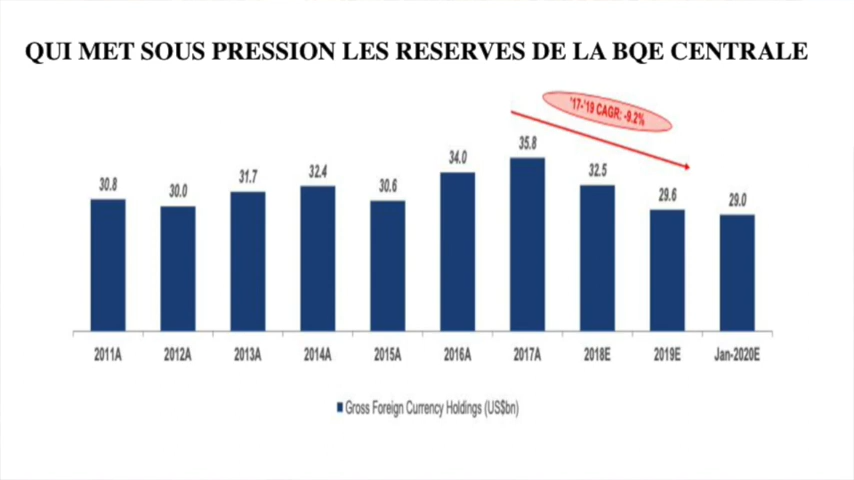 QUI MET SOUS PRESSION LES RESERVES DE LA BQE CENTRALE
'17-'19 CAGR: -9.2%
30.8 30.0 31.7 32.4 30.6 34.0 35.8 32.5 29.6 29.0
2011A 2012A 2013A 2014A 2015A 2016A 2017A 2018E 2019E Jan-2020E
Gross Foreign Currency Holdings (US$bn)